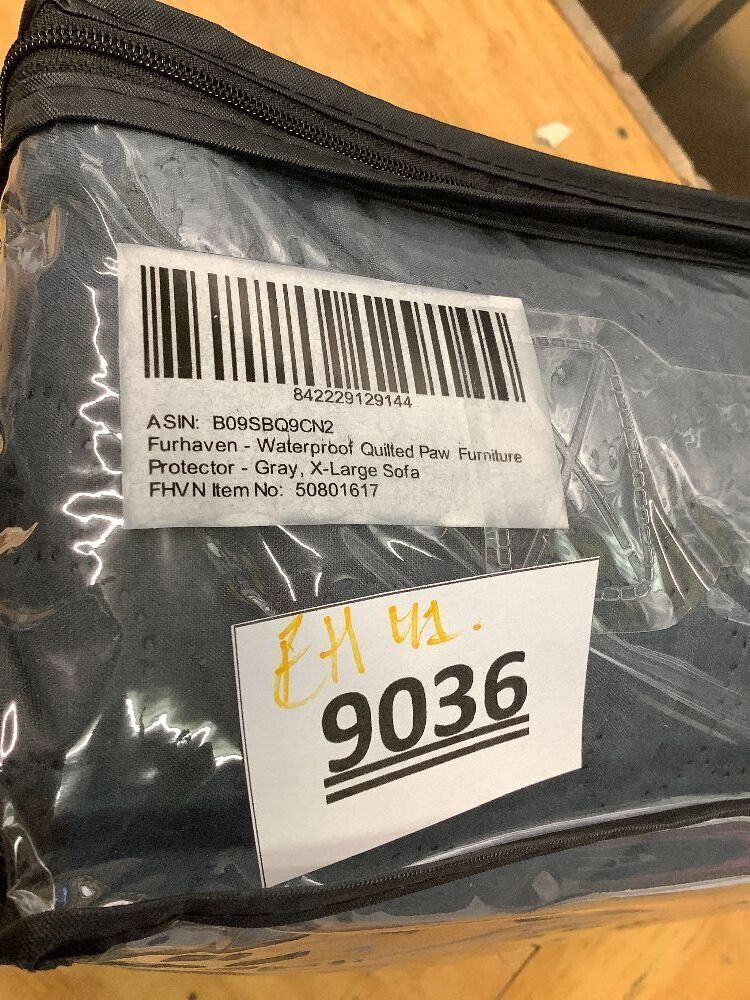 842229129144
ASIN: B09SBQ9CN2
Furhaven - Waterproof Quilted Paw Furniture
Protector - Gray, X-Large Sofa
FHVN Item No: 50801617
EH 41.
9036